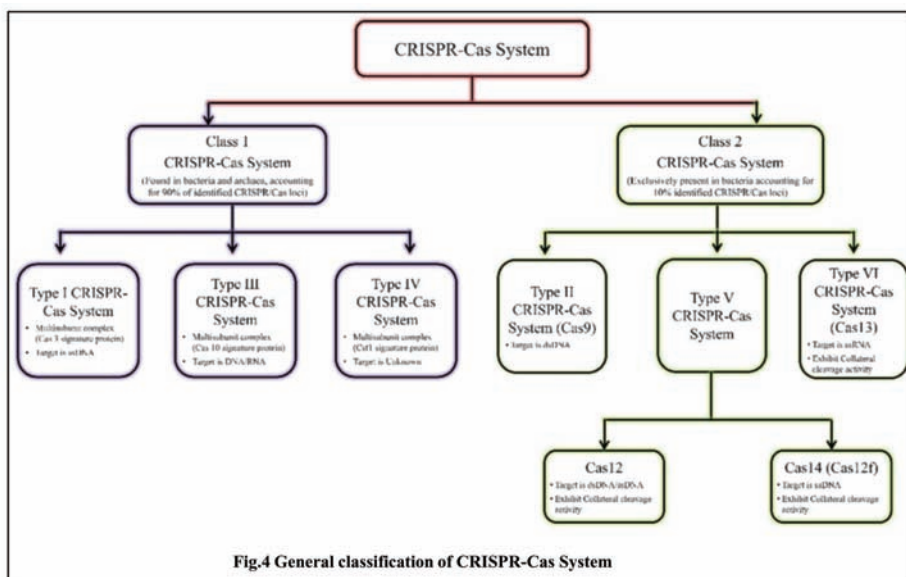 CRISPR-Cas System
Class 1
CRISPR-Cas System
(Found in bacteria and archaea, accounting
for 90% of identified CRISPR/Cas loci)
Class 2
CRISPR-Cas System
(Exclusively present in bacteria accounting for
10% identified CRISPR/Cas loci)
Type I CRISPR-
Cas System
• Multisubunit complex
(Cas 3 signature protein)
• Target is
Type III
CRISPR-Cas
System
• Multisubunit complex
(Cas 10 signature protein)
• Target is DNA/RNA
Type IV
CRISPR-Cas
System
• Multisubunit complex
(Csf1 signature protein)
• Target is Unknown
Type II
CRISPR-Cas
System (Cas9)
• Target is dsDNA
Type V
CRISPR-Cas
System
Type VI
CRISPR-Cas
System
(Cas13)
• Target is ssRNA
• Exhibit Collateral
cleavage activity
Cas12
• Target is
• Exhibit Collateral cleavage
activity
Cas14 (Cas12f)
• Target is ssDNA
• Exhibit Collateral cleavage
activity
Fig.4 General classification of CRISPR-Cas System